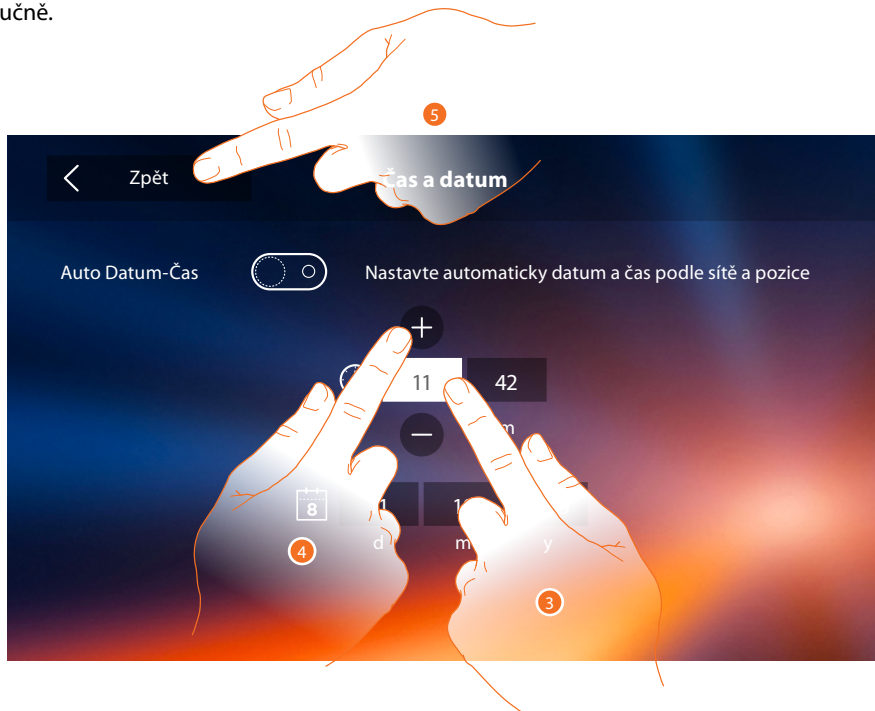 učně.
5
Zpět
Čas a datum
Auto Datum-Čas
Nastavte automaticky datum a čas podle sítě a pozice
11 42
m
8
4
d m y
3